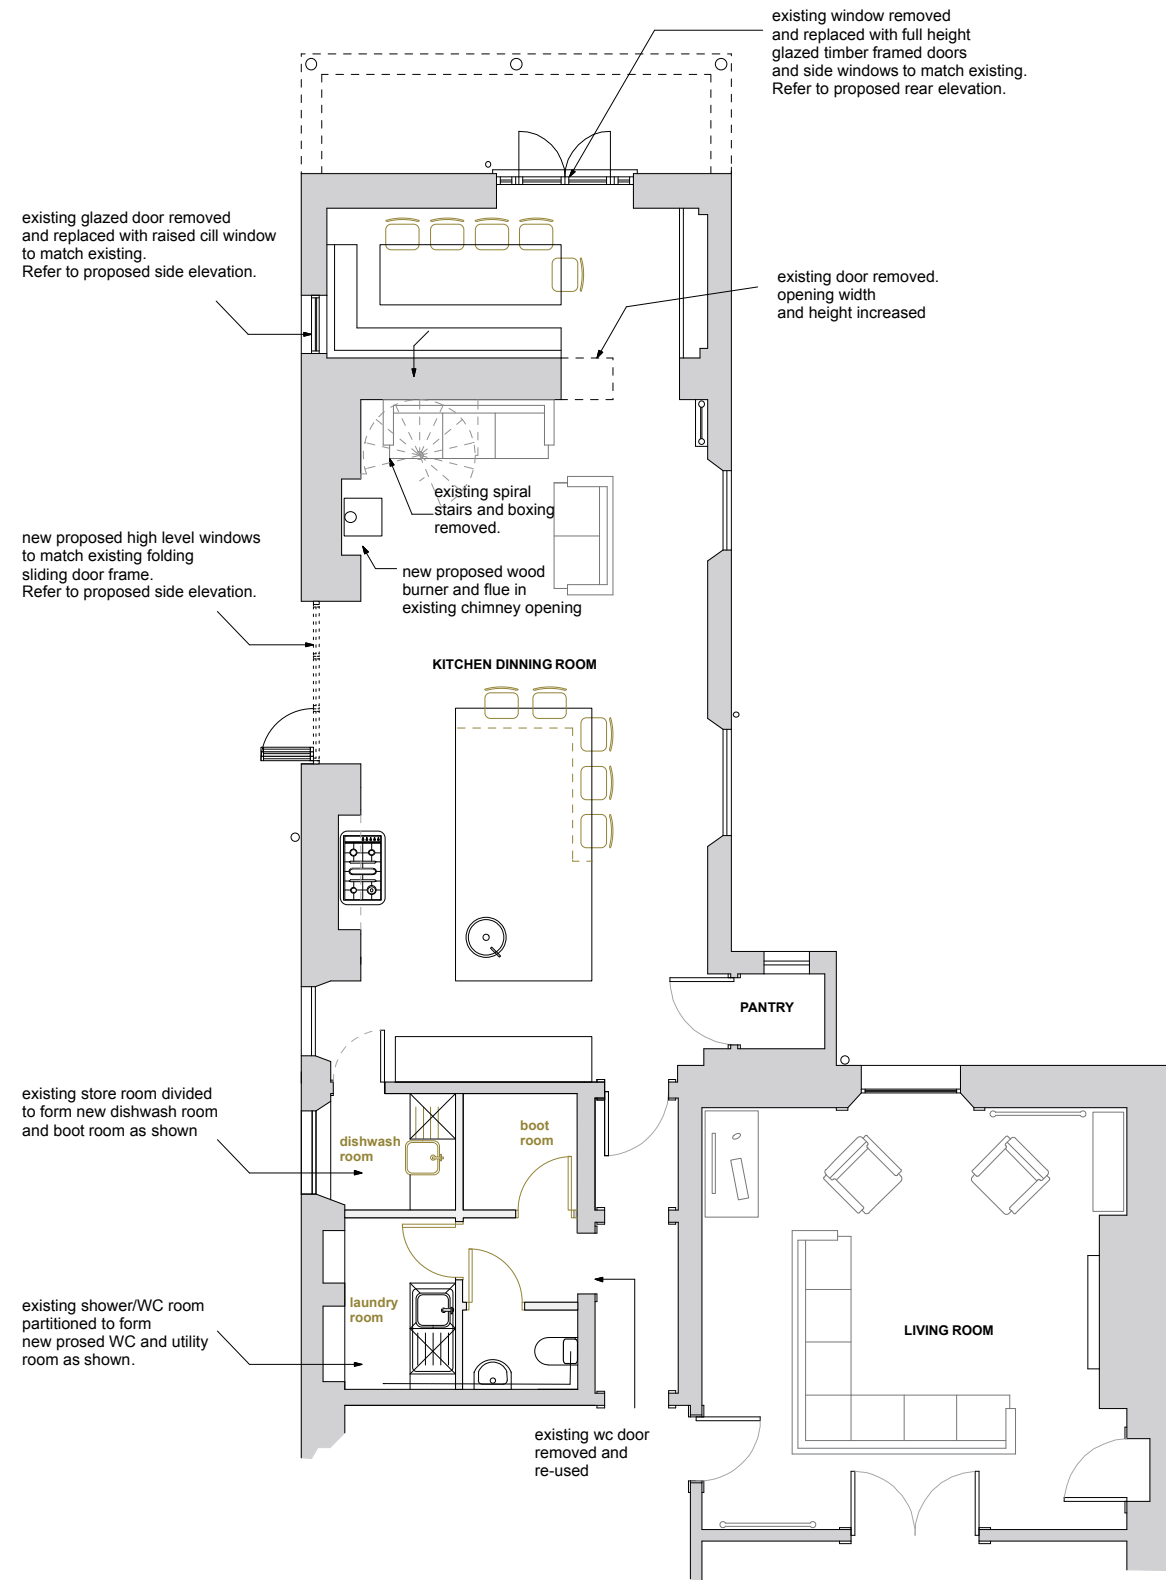 existing window removed
and replaced with full height
glazed timber framed doors
and side windows to match existing.
Refer to proposed rear elevation.
existing glazed door removed
and replaced with raised cill window
to match existing.
Refer to proposed side elevation.
existing door removed.
opening width
and height increased
existing spiral
stairs and boxing
removed.
new proposed high level windows
to match existing folding
sliding door frame.
Refer to proposed side elevation.
new proposed wood
burner and flue in
existing chimney opening
KITCHEN DINNING ROOM
PANTRY
existing store room divided
to form new dishwash room
and boot room as shown
dishwash
room
boot
room
existing shower/WC room
partitioned to form
new prosed WC and utility
room as shown.
laundry
room
LIVING ROOM
existing wc door
removed and
re-used